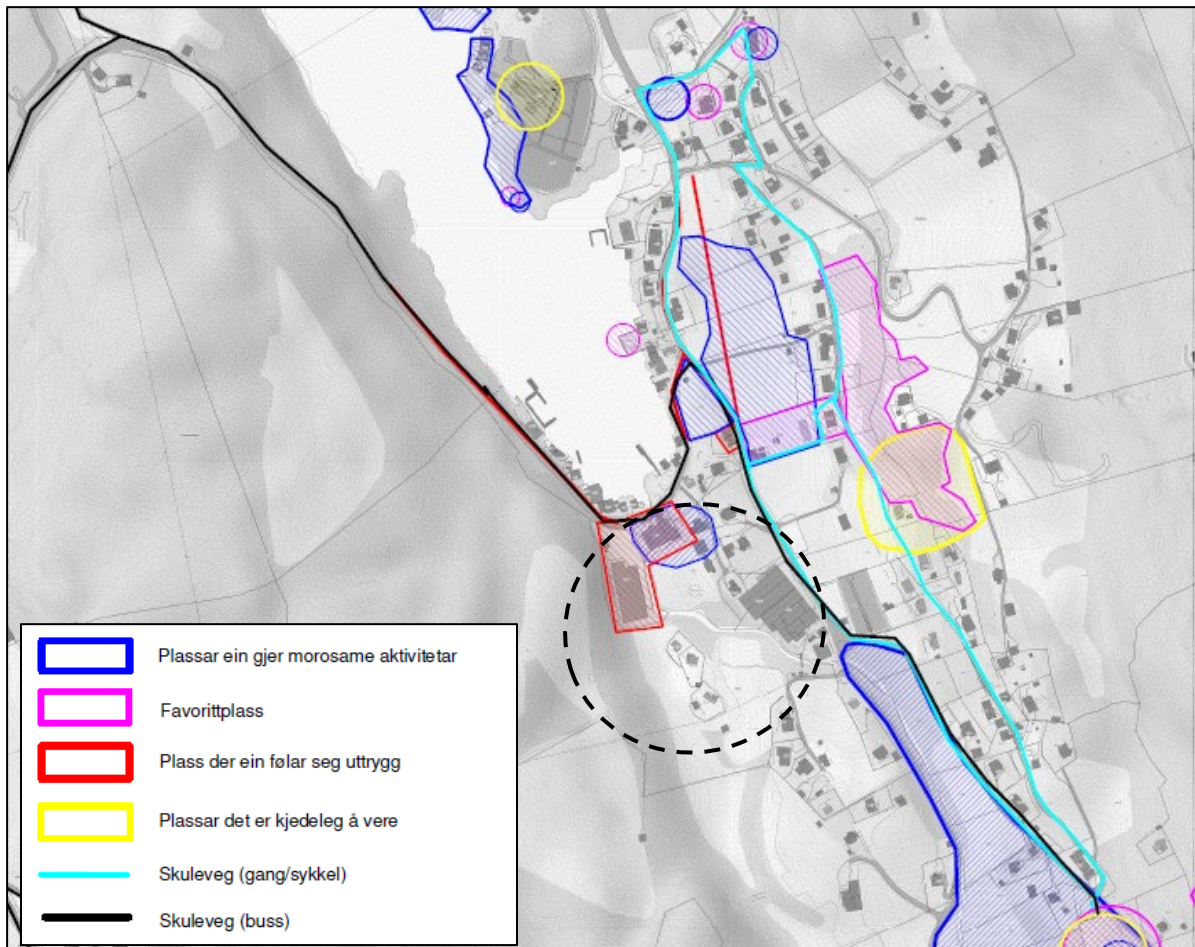 Plassar ein gjer morosame aktivitetar
Favorittplass
Plass der ein følar seg uttrygg
Plassar det er kjedeleg å vere
Skuleveg (gang/sykkel)
Skuleveg (buss)